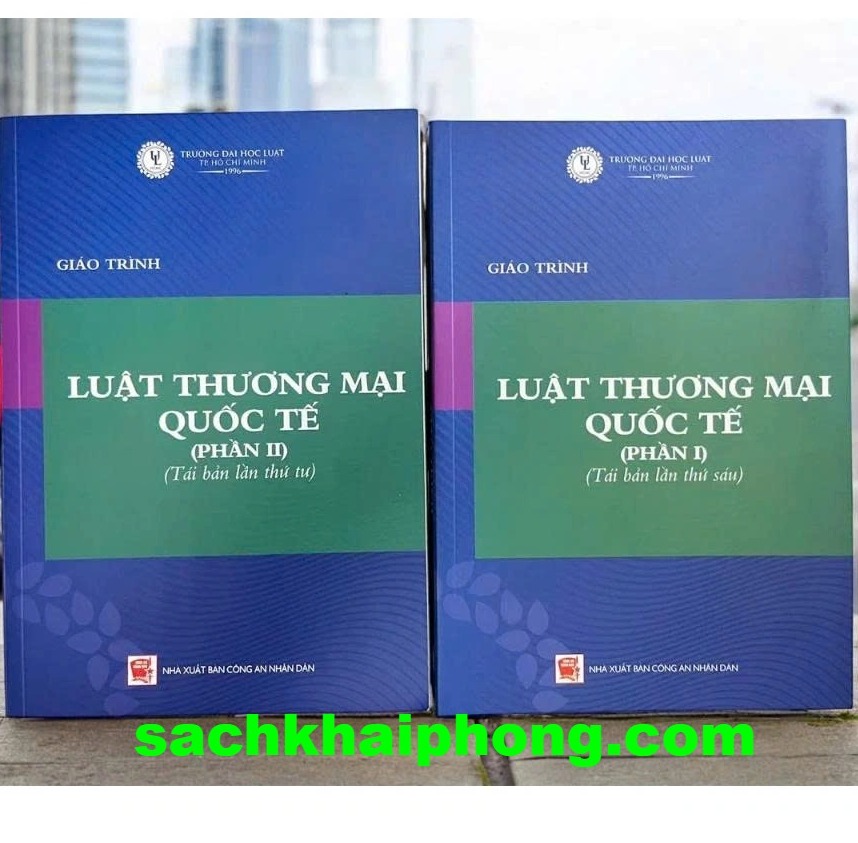 TRƯỜNG ĐẠI HỌC LUẬT
TP. HỒ CHÍ MINH
1996
GIÁO TRÌNH
LUẬT THƯƠNG MẠI
QUỐC TẾ
(PHẦN II)
(Tái bản lần thứ tư)
NHÀ XUẤT BẢN CÔNG AN NHÂN DÂN
TRƯỜNG ĐẠI HỌC LUẬT
TP. HỒ CHÍ MINH
1996
GIÁO TRÌNH
LUẬT THƯƠNG MẠI
QUỐC TẾ
(PHẦN I)
(Tái bản lần thứ sáu)
NHÀ XUẤT BẢN CÔNG AN NHÂN DÂN
sachkhaiphong.com